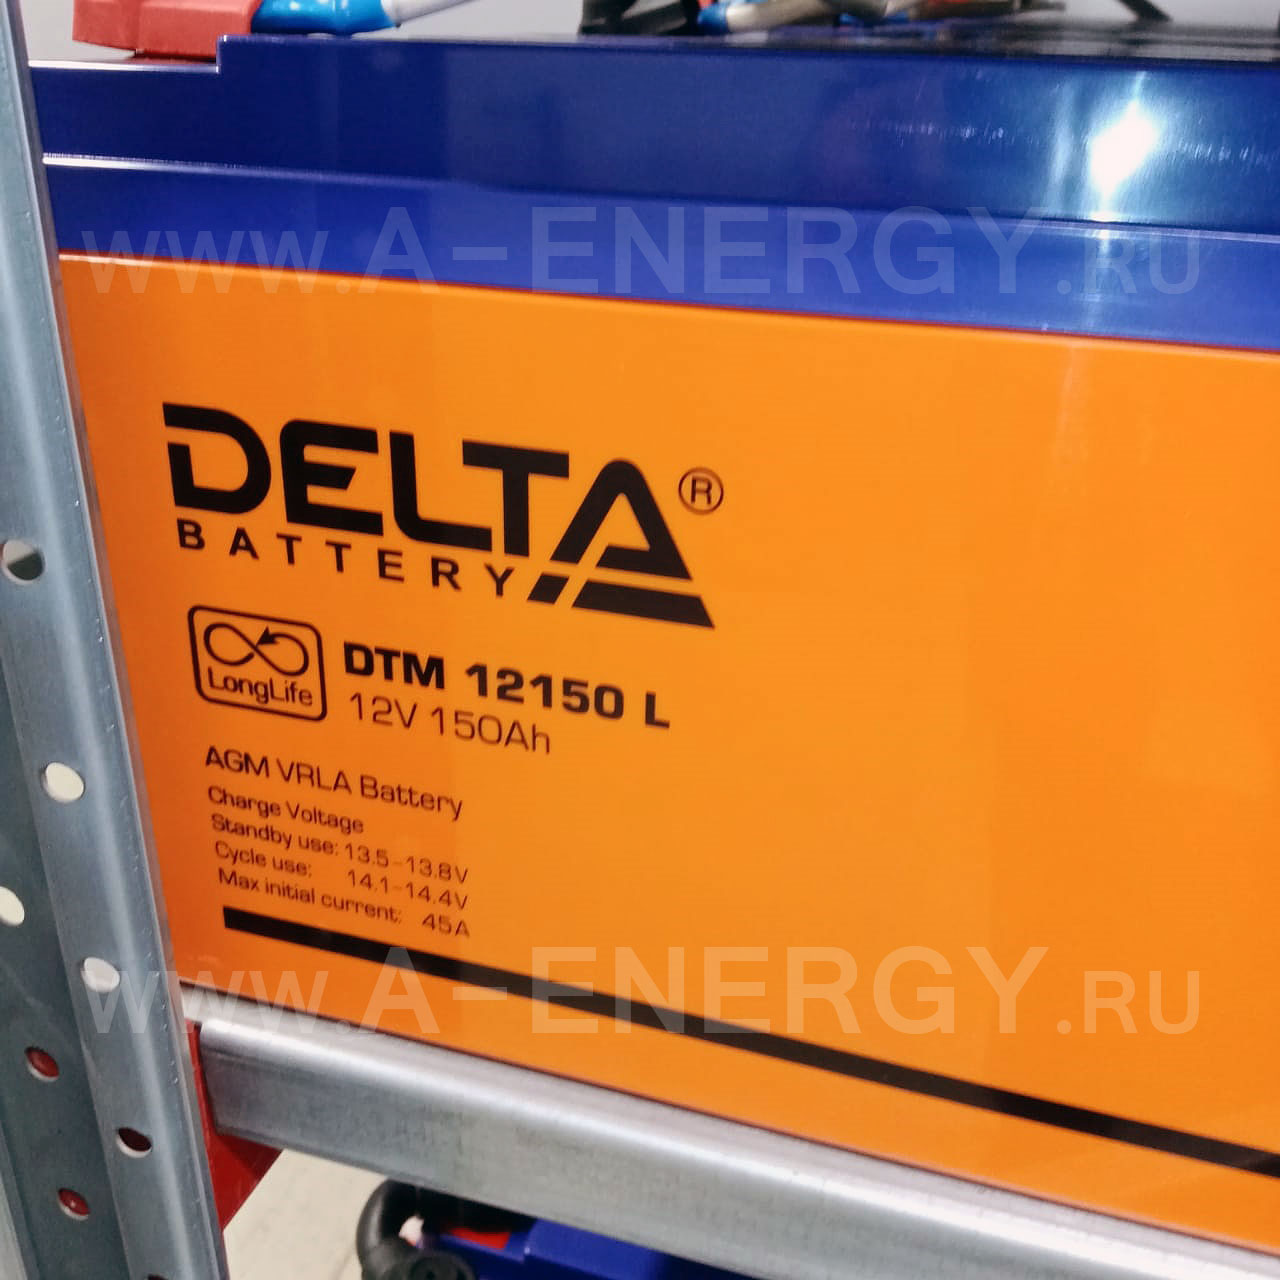 WWW.A-ENERGY.RU
DELTA®
BATTERY
LongLife
DTM 12150 L
12V 150Ah
AGM VRLA Battery
Charge Voltage
Standby use: 13.5-13.8V
Cycle use: 14.1-14.4V
Max initial current: 45A
WWW.A-ENERGY.RU